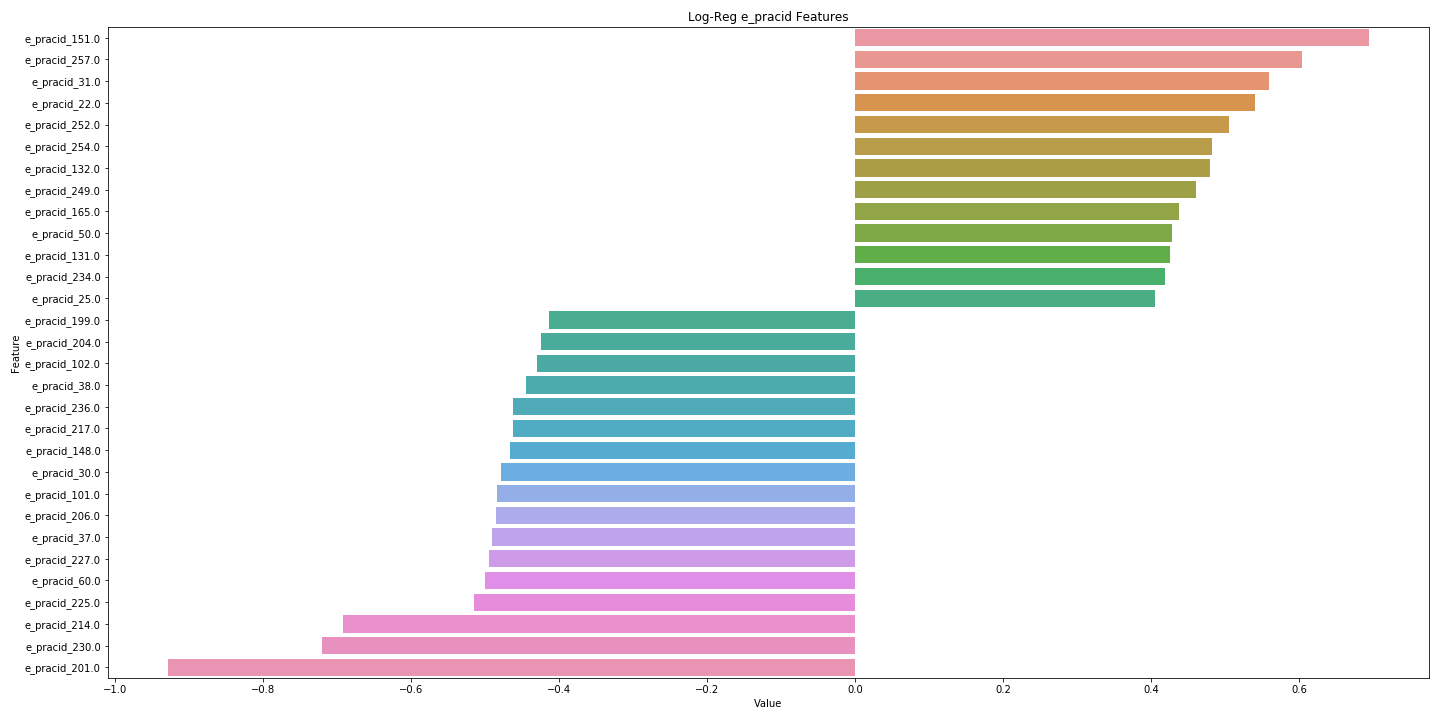 Log-Reg e_pracid Features
e_pracid_151.0
e_pracid_257.0
e_pracid_31.0
e_pracid_22.0
e_pracid_252.0
e_pracid_254.0
e_pracid_132.0
e_pracid_249.0
e_pracid_165.0
e_pracid_50.0
e_pracid_131.0
e_pracid_234.0
e_pracid_25.0
e_pracid_199.0
e_pracid_204.0
e_pracid_102.0
e_pracid_38.0
e_pracid_236.0
e_pracid_217.0
e_pracid_148.0
e_pracid_30.0
e_pracid_101.0
e_pracid_206.0
e_pracid_37.0
e_pracid_227.0
e_pracid_60.0
e_pracid_225.0
e_pracid_214.0
e_pracid_230.0
e_pracid_201.0
Feature
−1.0 −0.8 −0.6 −0.4 −0.2 0.0 0.2 0.4 0.6
Value